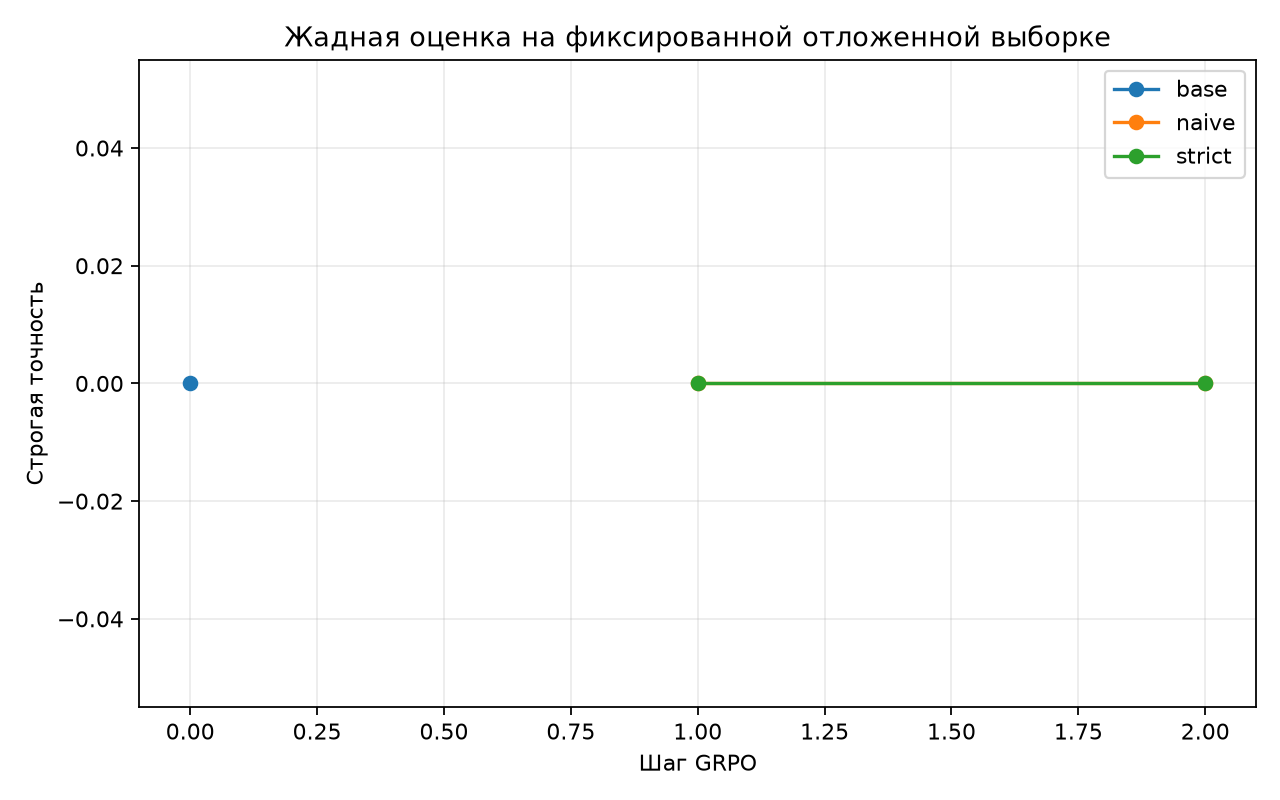 Жадная оценка на фиксированной отложенной выборке
base
naive
strict
Строгая точность
0.04
0.02
0.00
−0.02
−0.04
0.00 0.25 0.50 0.75 1.00 1.25 1.50 1.75 2.00
Шаг GRPO